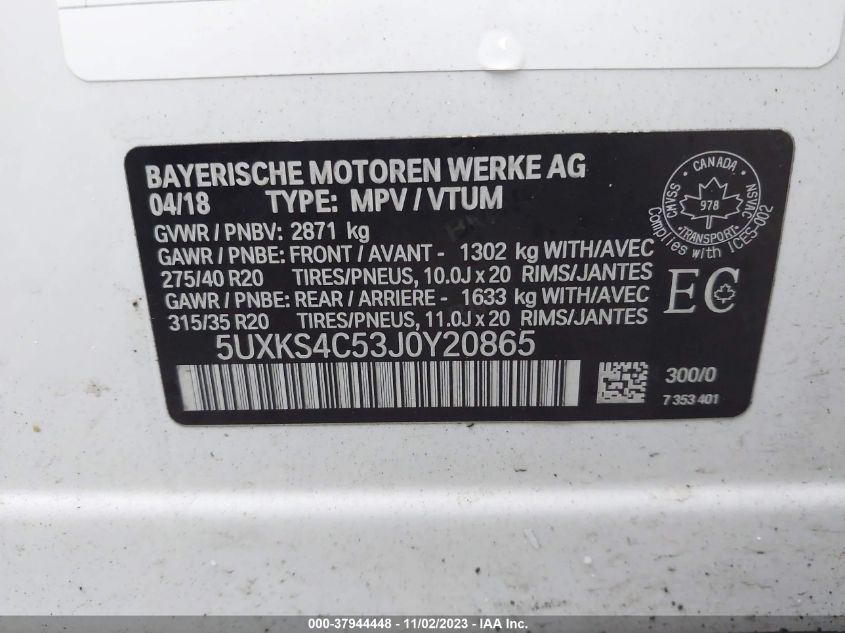 BAYERISCHE MOTOREN WERKE AG
04/18 TYPE: MPV / VTUM
GVWR / PNBV: 2871 kg
GAWR / PNBE: FRONT / AVANT - 1302 kg WITH/AVEC
275/40 R20 TIRES/PNEUS, 10.0J x 20 RIMS/JANTES
GAWR / PNBE: REAR / ARRIERE - 1633 kg WITH/AVEC
315/35 R20 TIRES/PNEUS, 11.0J x 20 RIMS/JANTES
5UXKS4C53J0Y20865
CANADA
CMVSS
978
NSVAC
TRANSPORT
Complies with ICES-002
EC
300/0
7 353 401
000-37944448 - 11/02/2023 - IAA Inc.